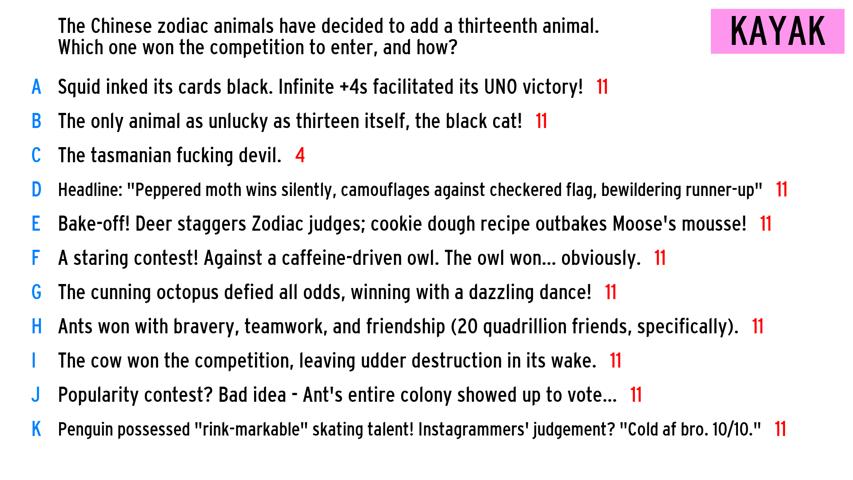 The Chinese zodiac animals have decided to add a thirteenth animal.
Which one won the competition to enter, and how?
KAYAK
A Squid inked its cards black. Infinite +4s facilitated its UNO victory! 11
B The only animal as unlucky as thirteen itself, the black cat! 11
C The tasmanian fucking devil. 4
D Headline: "Peppered moth wins silently, camouflages against checkered flag, bewildering runner-up" 11
E Bake-off! Deer staggers Zodiac judges; cookie dough recipe outbakes Moose's mousse! 11
F A staring contest! Against a caffeine-driven owl. The owl won... obviously. 11
G The cunning octopus defied all odds, winning with a dazzling dance! 11
H Ants won with bravery, teamwork, and friendship (20 quadrillion friends, specifically). 11
I The cow won the competition, leaving udder destruction in its wake. 11
J Popularity contest? Bad idea - Ant's entire colony showed up to vote... 11
K Penguin possessed "rink-markable" skating talent! Instagrammers' judgement? "Cold af bro. 10/10." 11